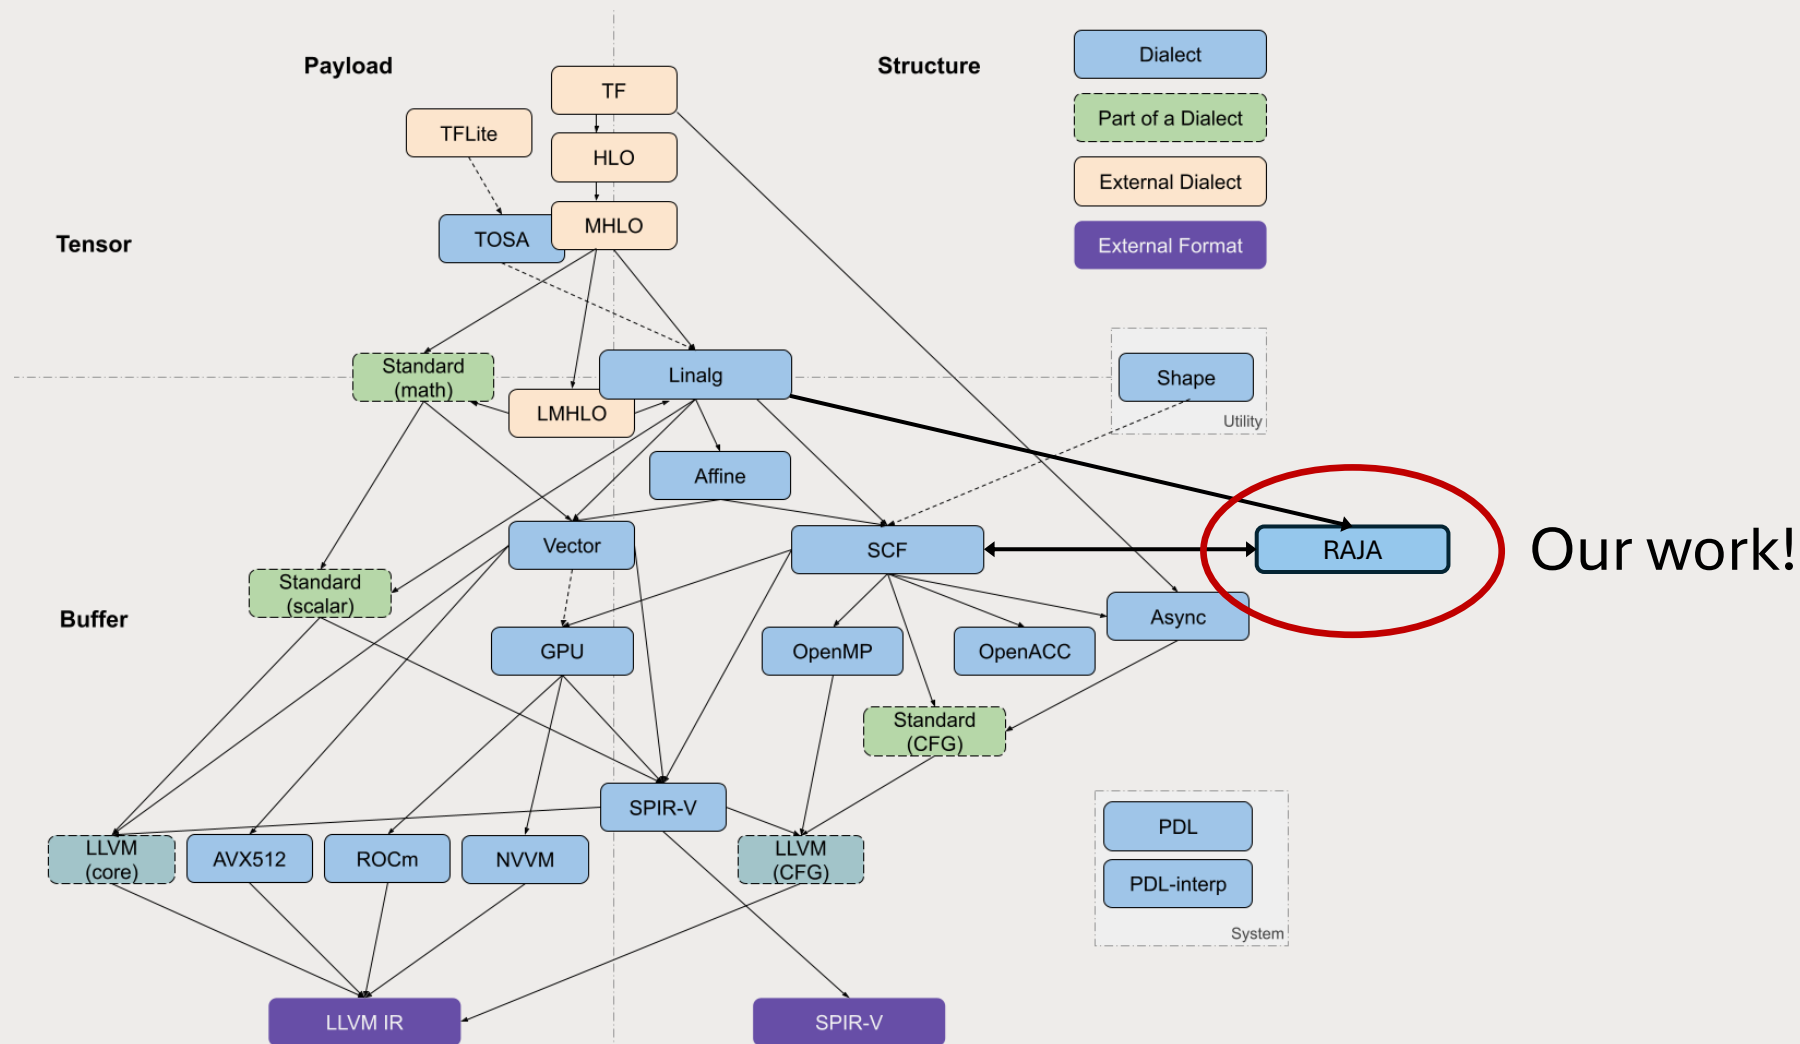 Payload
Structure
Dialect
TF
Part of a Dialect
TFLite
HLO
External Dialect
MHLO
TOSA
Tensor
External Format
Standard
(math)
Linalg
Shape
LMHLO
Utility
Affine
Vector
SCF
RAJA
Our work!
Standard
(scalar)
Buffer
Async
GPU
OpenMP
OpenACC
Standard
(CFG)
SPIR-V
PDL
LLVM
(core)
AVX512
ROCm
NVVM
LLVM
(CFG)
PDL-interp
System
LLVM IR
SPIR-V